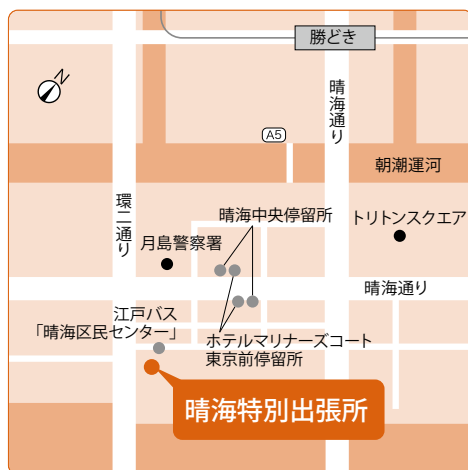 勝どき
N
晴海通り
A5
朝潮運河
環二通り
晴海中央停留所
トリトンスクエア
月島警察署
晴海通り
江戸バス
「晴海区民センター」
ホテルマリナーズコート
東京前停留所
晴海特別出張所